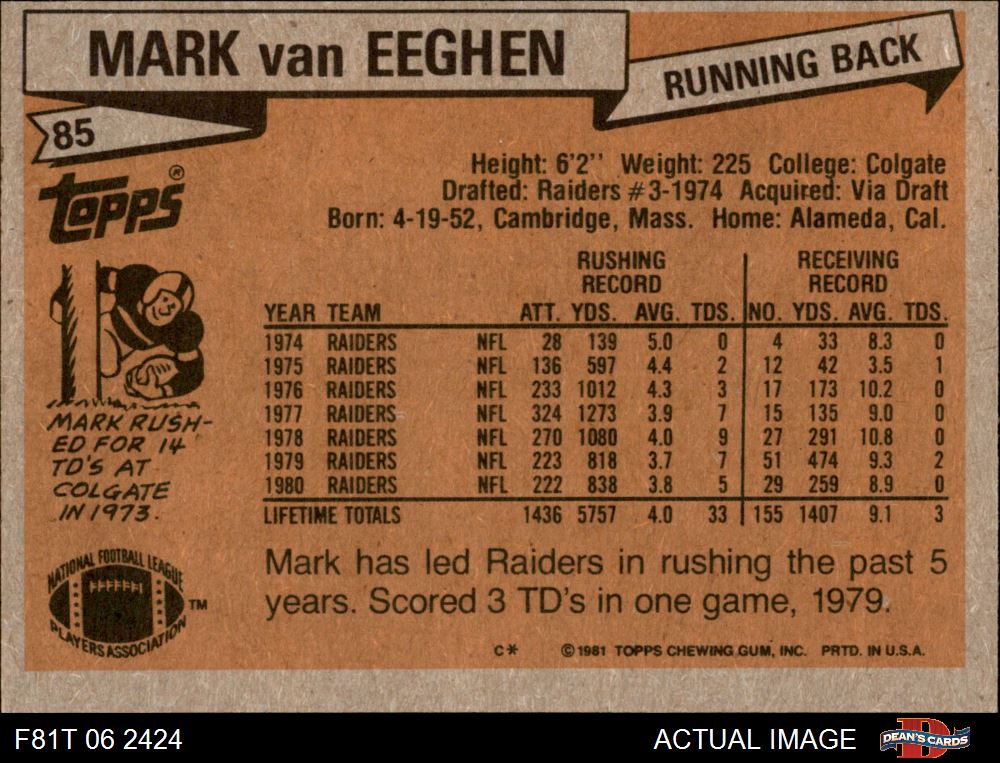 MARK van EEGHEN
RUNNING BACK
85
Topps®
Height: 6'2'' Weight: 225 College: Colgate
Drafted: Raiders #3-1974 Acquired: Via Draft
Born: 4-19-52, Cambridge, Mass. Home: Alameda, Cal.
RUSHING RECORD RECEIVING RECORD
YEAR TEAM ATT. YDS. AVG. TDS. NO. YDS. AVG. TDS.
1974 RAIDERS NFL 28 139 5.0 0 4 33 8.3 0
1975 RAIDERS NFL 136 597 4.4 2 12 42 3.5 1
1976 RAIDERS NFL 233 1012 4.3 3 17 173 10.2 0
1977 RAIDERS NFL 324 1273 3.9 7 15 135 9.0 0
1978 RAIDERS NFL 270 1080 4.0 9 27 291 10.8 0
1979 RAIDERS NFL 223 818 3.7 7 51 474 9.3 2
1980 RAIDERS NFL 222 838 3.8 5 29 259 8.9 0
LIFETIME TOTALS 1436 5757 4.0 33 155 1407 9.1 3
MARK RUSH-
ED FOR 14
TD'S AT
COLGATE
IN 1973.
Mark has led Raiders in rushing the past 5
years. Scored 3 TD's in one game, 1979.
NATIONAL FOOTBALL LEAGUE
PLAYERS ASSOCIATION
TM
C* ©1981 TOPPS CHEWING GUM, INC. PRTD. IN U.S.A.
F81T 06 2424
ACTUAL IMAGE
D
DEAN'S CARDS